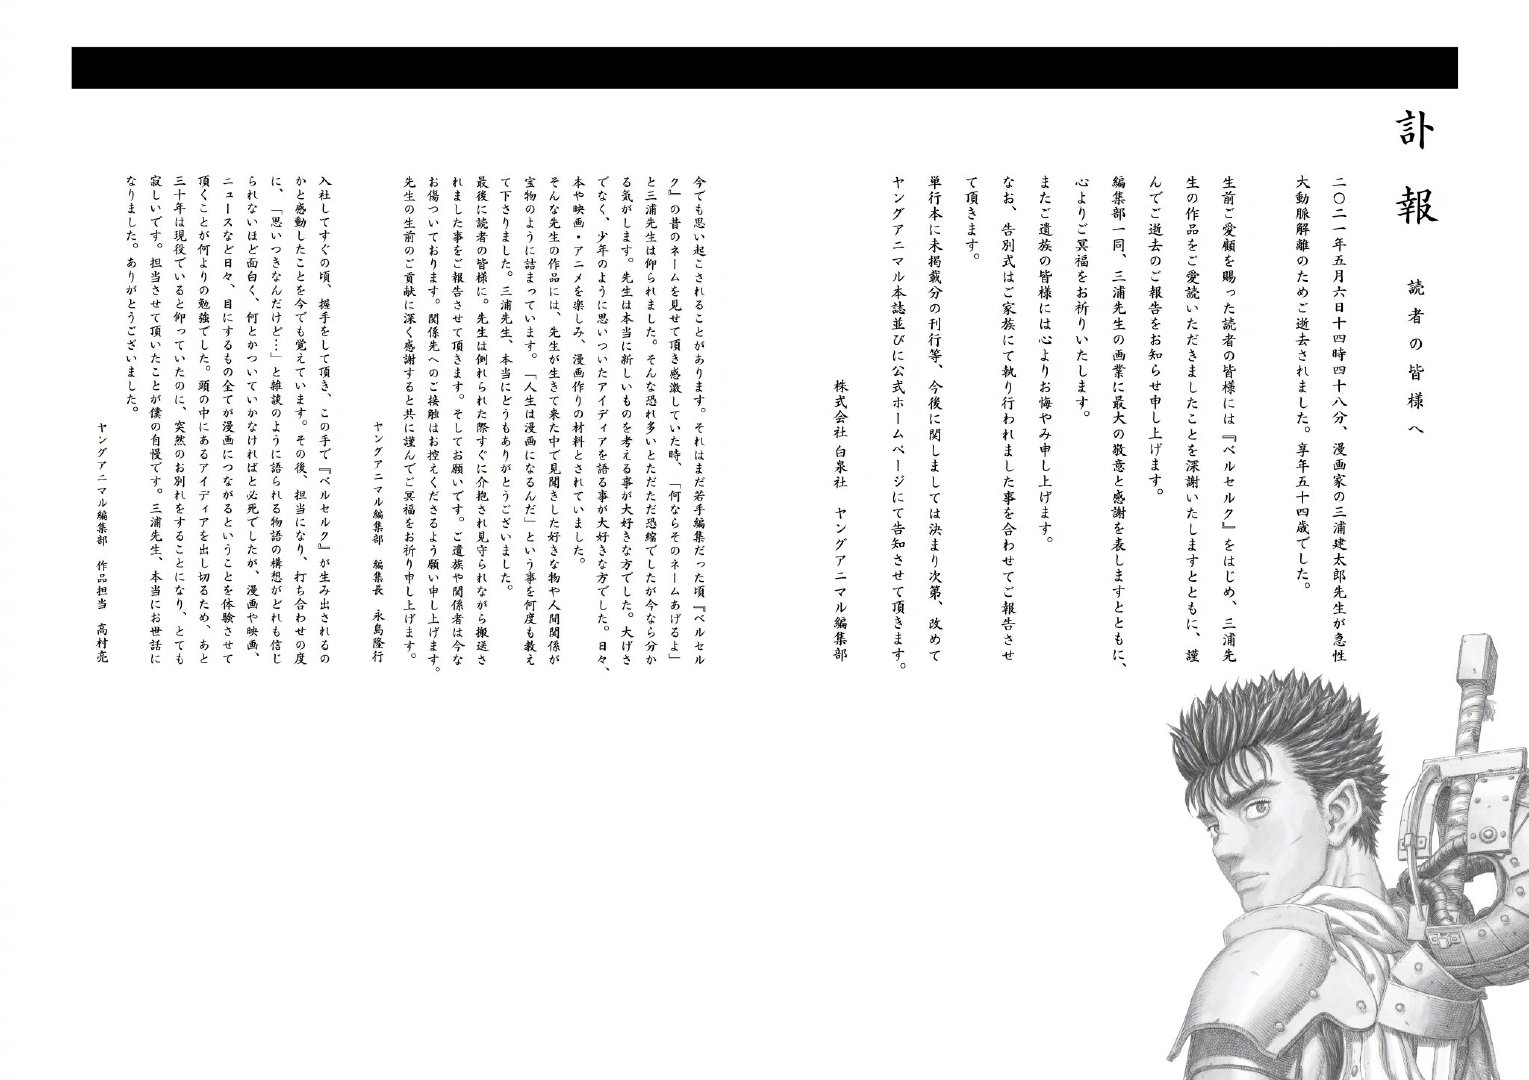 訃報 読者の皆様へ
二〇二一年五月六日十四時四十八分、漫画家の三浦建太郎先生が急性
大動脈解離のためご逝去されました。享年五十四歳でした。
生前ご愛顧を賜った読者の皆様には『ベルセルク』をはじめ、三浦先
生の作品をご愛読いただきましたことを深謝いたしますとともに、謹
んでご逝去のご報告をお知らせ申し上げます。
編集部一同、三浦先生の画業に最大の敬意と感謝を表しますとともに、
心よりご冥福をお祈りいたします。
またご遺族の皆様には心よりお悔やみ申し上げます。
なお、告別式はご家族にて執り行われました事を合わせてご報告させ
て頂きます。
単行本に未掲載分の刊行等、今後に関しましては決まり次第、改めて
ヤングアニマル本誌並びに公式ホームページにて告知させて頂きます。
株式会社 白泉社 ヤングアニマル編集部
今でも思い起こされることがあります。それはまだ若手編集だった頃『ベルセル
ク』の昔のネームを見せて頂き感激していた時、「何ならそのネームあげるよ」
と三浦先生は仰られました。そんな恐れ多いとただただ恐縮でしたが今なら分か
る気がします。先生は本当に新しいものを考える事が大好きな方でした。大げさ
でなく、少年のように思いついたアイディアを語る事が大好きな方でした。日々、
本や映画・アニメを楽しみ、漫画作りの材料とされていました。
そんな先生の作品には、先生が生きて来た中で見聞きした好きな物や人間関係が
宝物のように詰まっています。「人生は漫画になるんだ」という事を何度も教え
て下さりました。三浦先生、本当にどうもありがとうございました。
最後に読者の皆様に。先生は倒れられた際すぐに介抱され見守られながら搬送さ
れました事をご報告させて頂きます。そしてお願いです。ご遺族や関係者は今な
お傷ついております。関係先へのご接触はお控えくださるよう願い申し上げます。
先生の生前のご貢献に深く感謝すると共に謹んでご冥福をお祈り申し上げます。
ヤングアニマル編集部 編集長 永島隆行
入社してすぐの頃、握手をして頂き、この手で『ベルセルク』が生み出されるの
かと感動したことを今でも覚えています。その後、担当になり、打ち合わせの度
に、「思いつきなんだけど…」と雑談のように語られる物語の構想がどれも信じ
られないほど面白く、何とかついていかなければと必死でしたが、漫画や映画、
ニュースなど日々、目にするもの全てが漫画につながるということを体験させて
頂くことが何よりの勉強でした。頭の中にあるアイディアを出し切るため、あと
三十年は現役でいると仰っていたのに、突然のお別れをすることになり、とても
寂しいです。担当させて頂いたことが僕の自慢です。三浦先生、本当にお世話に
なりました。ありがとうございました。
ヤングアニマル編集部 作品担当 高村亮